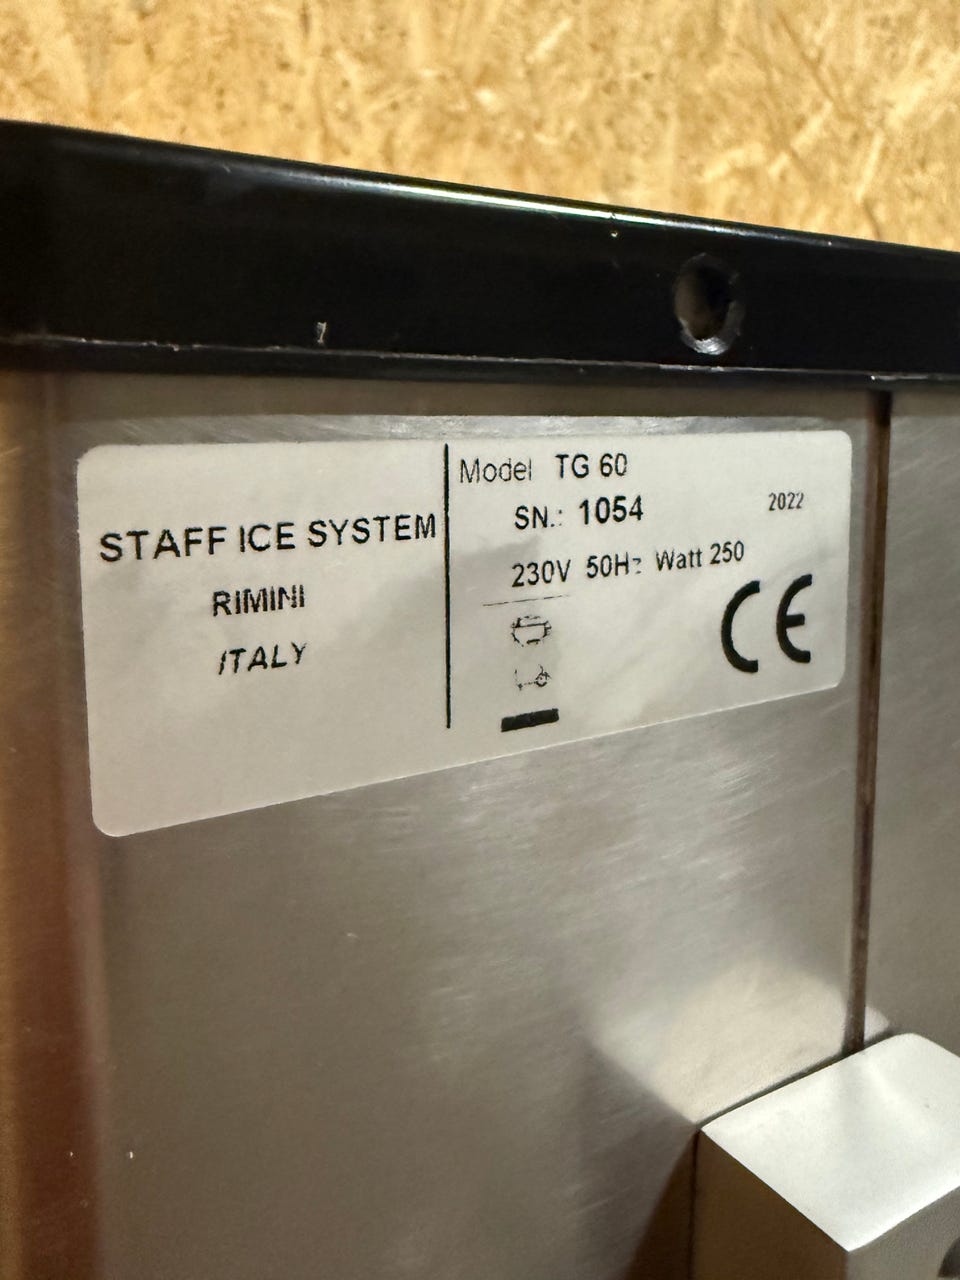 STAFF ICE SYSTEM
RIMINI
ITALY
Model TG 60
SN.: 1054 2022
230V 50Hz Watt 250
CE